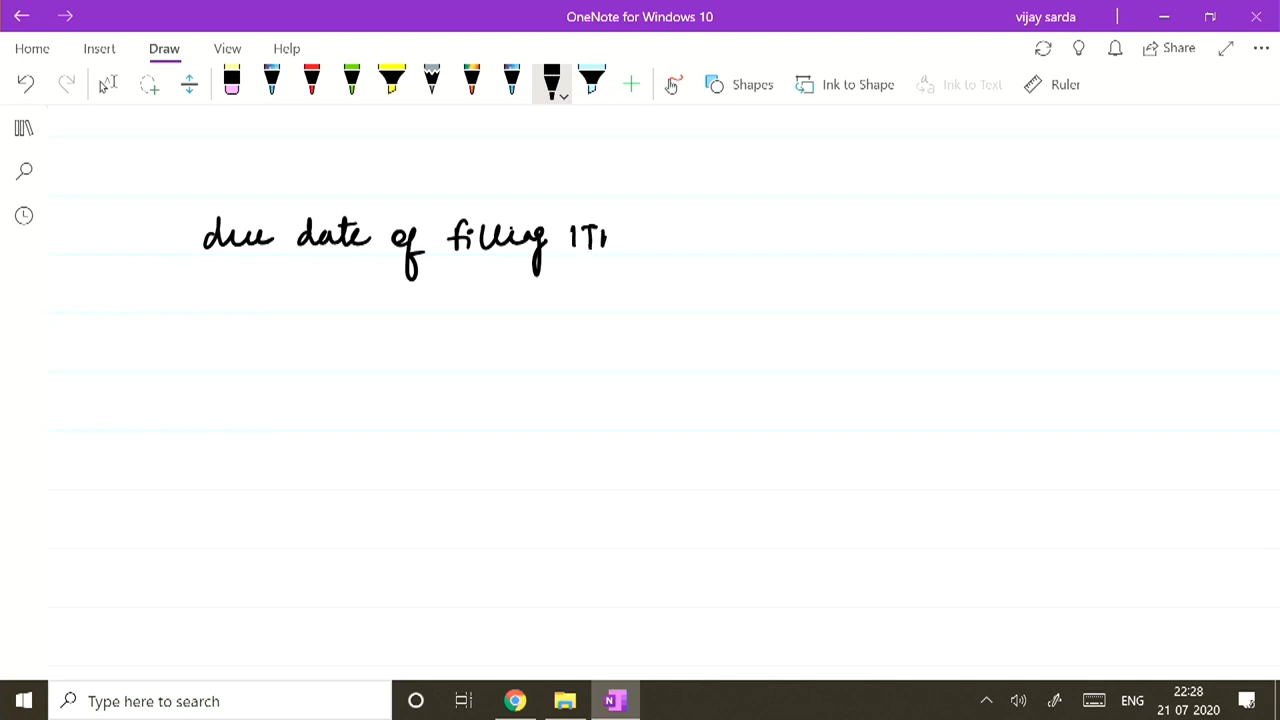 OneNote for Windows 10
vijay sarda
Home Insert Draw View Help
Share
Shapes Ink to Shape Ink to Text Ruler
due date of filling
Type here to search
ENG
22:28
21 07 2020